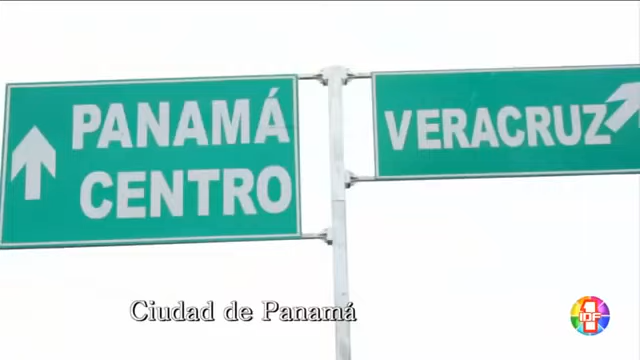 PANAMÁ
CENTRO
VERACRUZ
Ciudad de Panamá
IDF